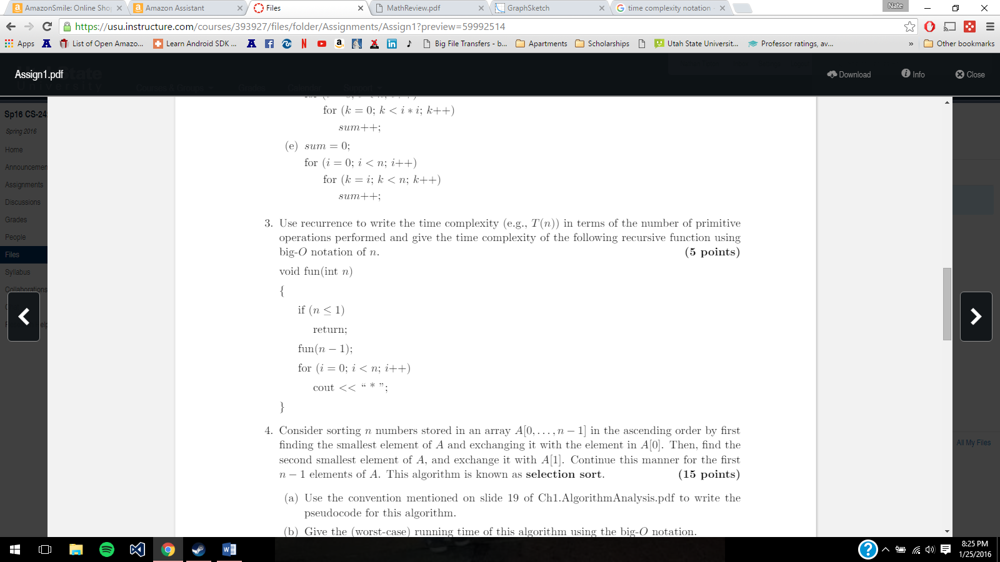 AmazonSmile: Online Sho
Amazon Assistant
Files
MathReview.pdf
GraphSketch
time complexity notation
Nate
https://usu.instructure.com/courses/393927/files/folder/Assignments/Assign1?preview=59992514
Apps
List of Open Amazo...
Learn Android SDK ...
Big File Transfers - b...
Apartments
Scholarships
Utah State Universit...
Professor ratings, av...
»
Other bookmarks
Assign1.pdf
Download
Info
Close
Sp16 CS-24
Spring 2016
Home
Announcemen
Assignments
Discussions
Grades
People
Files
Syllabus
Collaborations
All My Files
for (k = 0; k < i ∗ i; k++)
sum++;
(e) sum = 0;
for (i = 0; i < n; i++)
for (k = i; k < n; k++)
sum++;
3. Use recurrence to write the time complexity (e.g., T(n)) in terms of the number of primitive
operations performed and give the time complexity of the following recursive function using
big-O notation of n. (5 points)
void fun(int n)
{
if (n ≤ 1)
return;
fun(n − 1);
for (i = 0; i < n; i++)
cout << “ * ”;
}
4. Consider sorting n numbers stored in an array A[0, . . . , n − 1] in the ascending order by first
finding the smallest element of A and exchanging it with the element in A[0]. Then, find the
second smallest element of A, and exchange it with A[1]. Continue this manner for the first
n − 1 elements of A. This algorithm is known as selection sort. (15 points)
(a) Use the convention mentioned on slide 19 of Ch1.AlgorithmAnalysis.pdf to write the
pseudocode for this algorithm.
(b) Give the (worst-case) running time of this algorithm using the big-O notation.
8:25 PM
1/25/2016